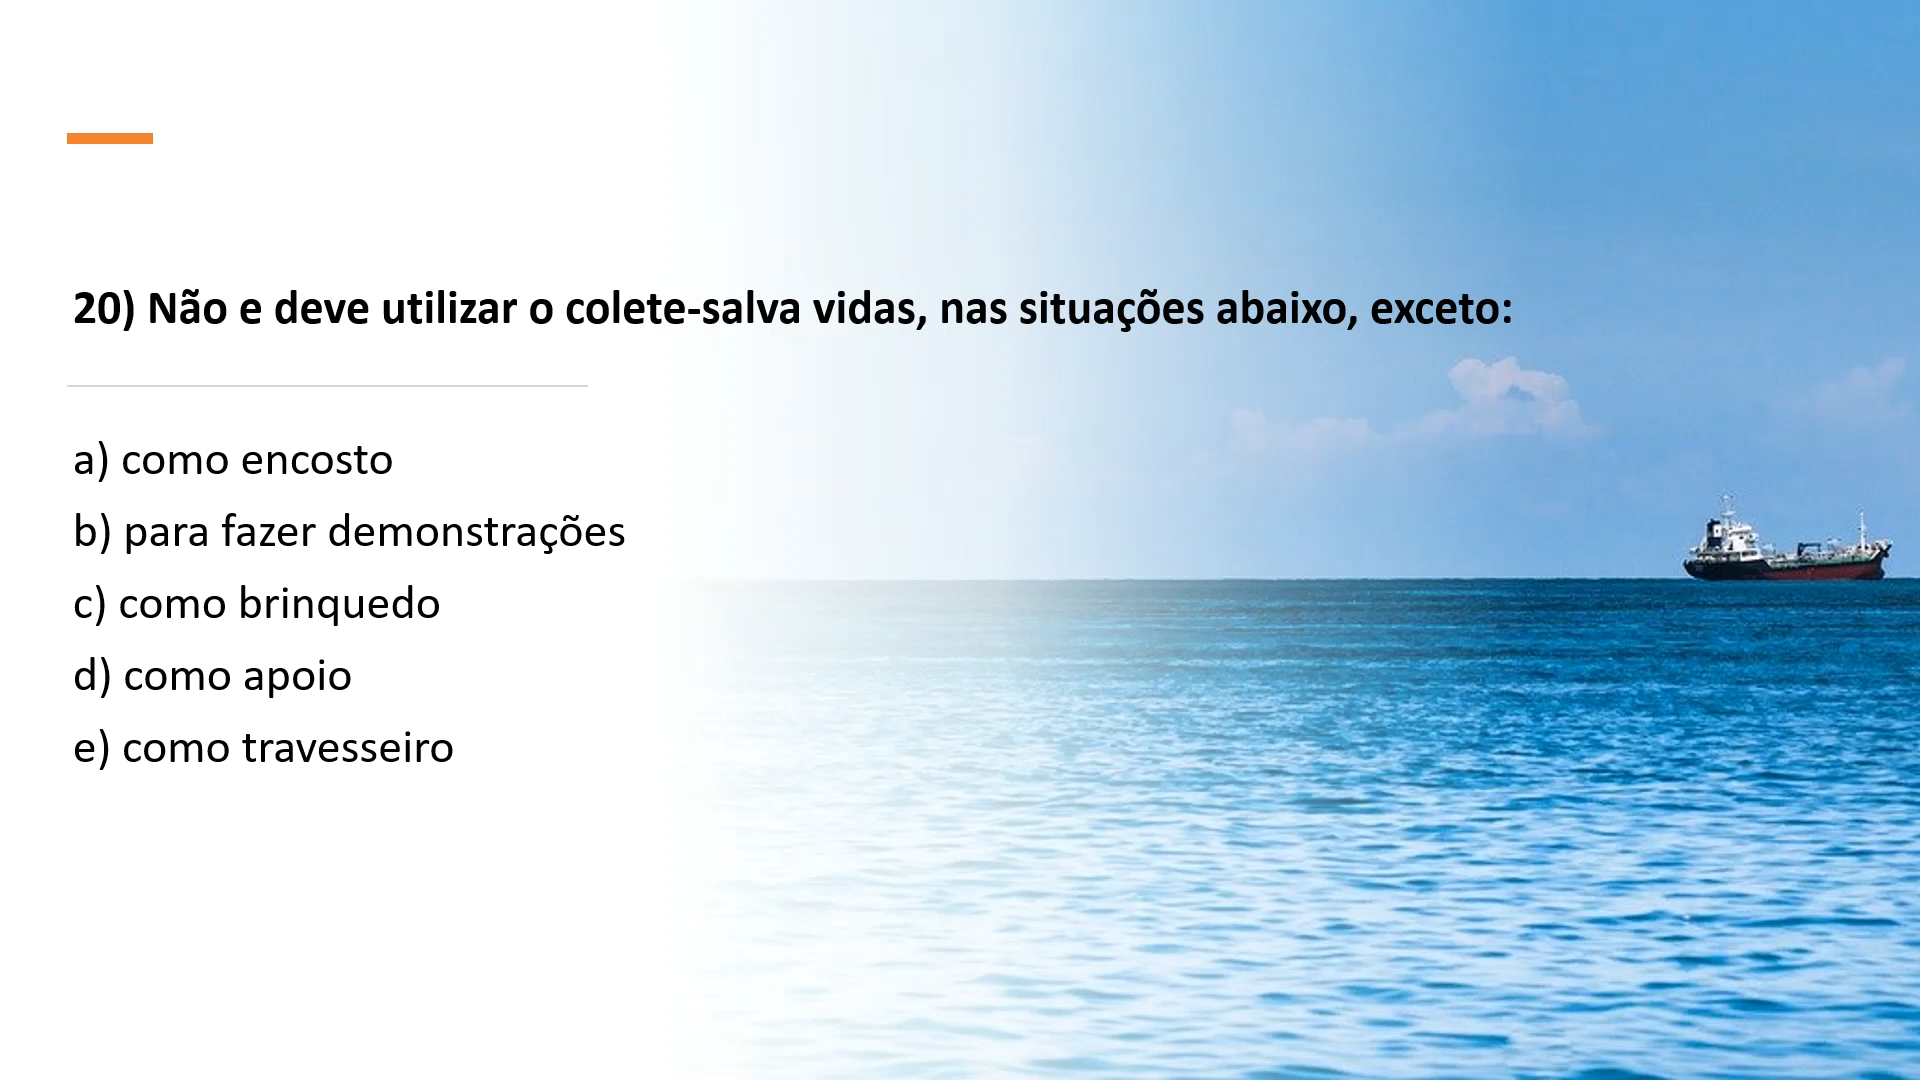 20) Não e deve utilizar o colete-salva vidas, nas situações abaixo, exceto:
a) como encosto
b) para fazer demonstrações
c) como brinquedo
d) como apoio
e) como travesseiro